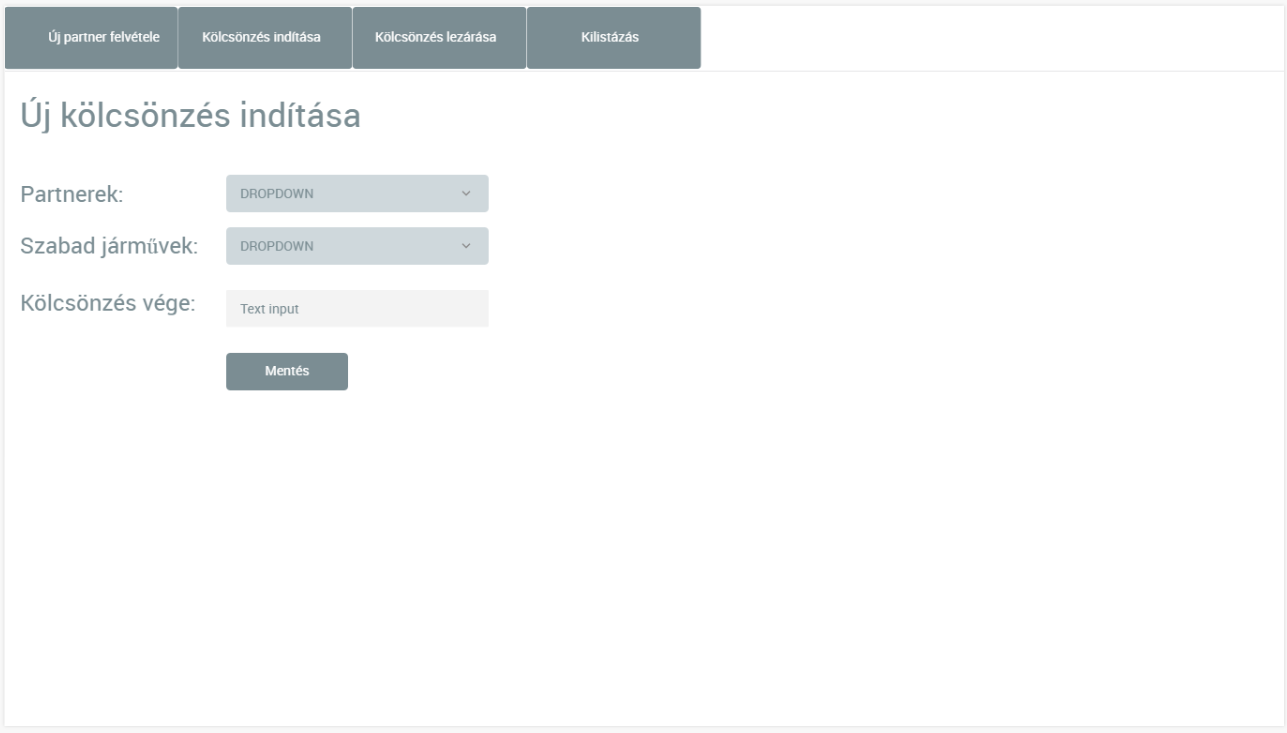 Új partner felvétele Kölcsönzés indítása Kölcsönzés lezárása Kilistázás
Új kölcsönzés indítása
Partnerek: DROPDOWN
Szabad járművek: DROPDOWN
Kölcsönzés vége: Text input
Mentés